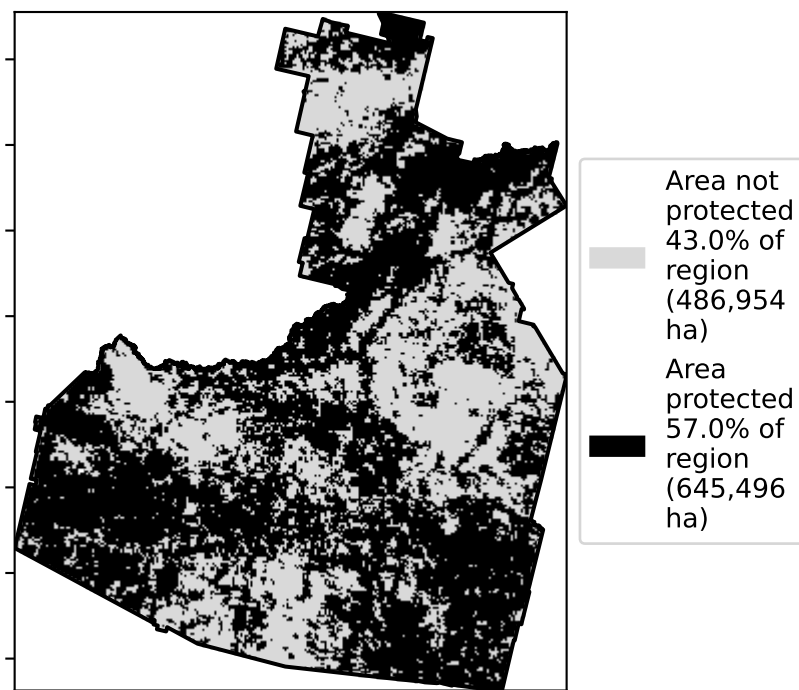 Area not
protected
43.0% of
region
(486,954
ha)
Area
protected
57.0% of
region
(645,496
ha)